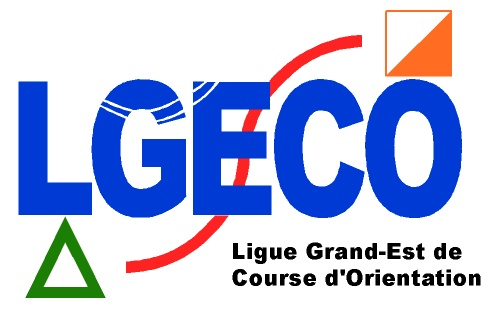 LGECO
Ligue Grand-Est de
Course d'Orientation